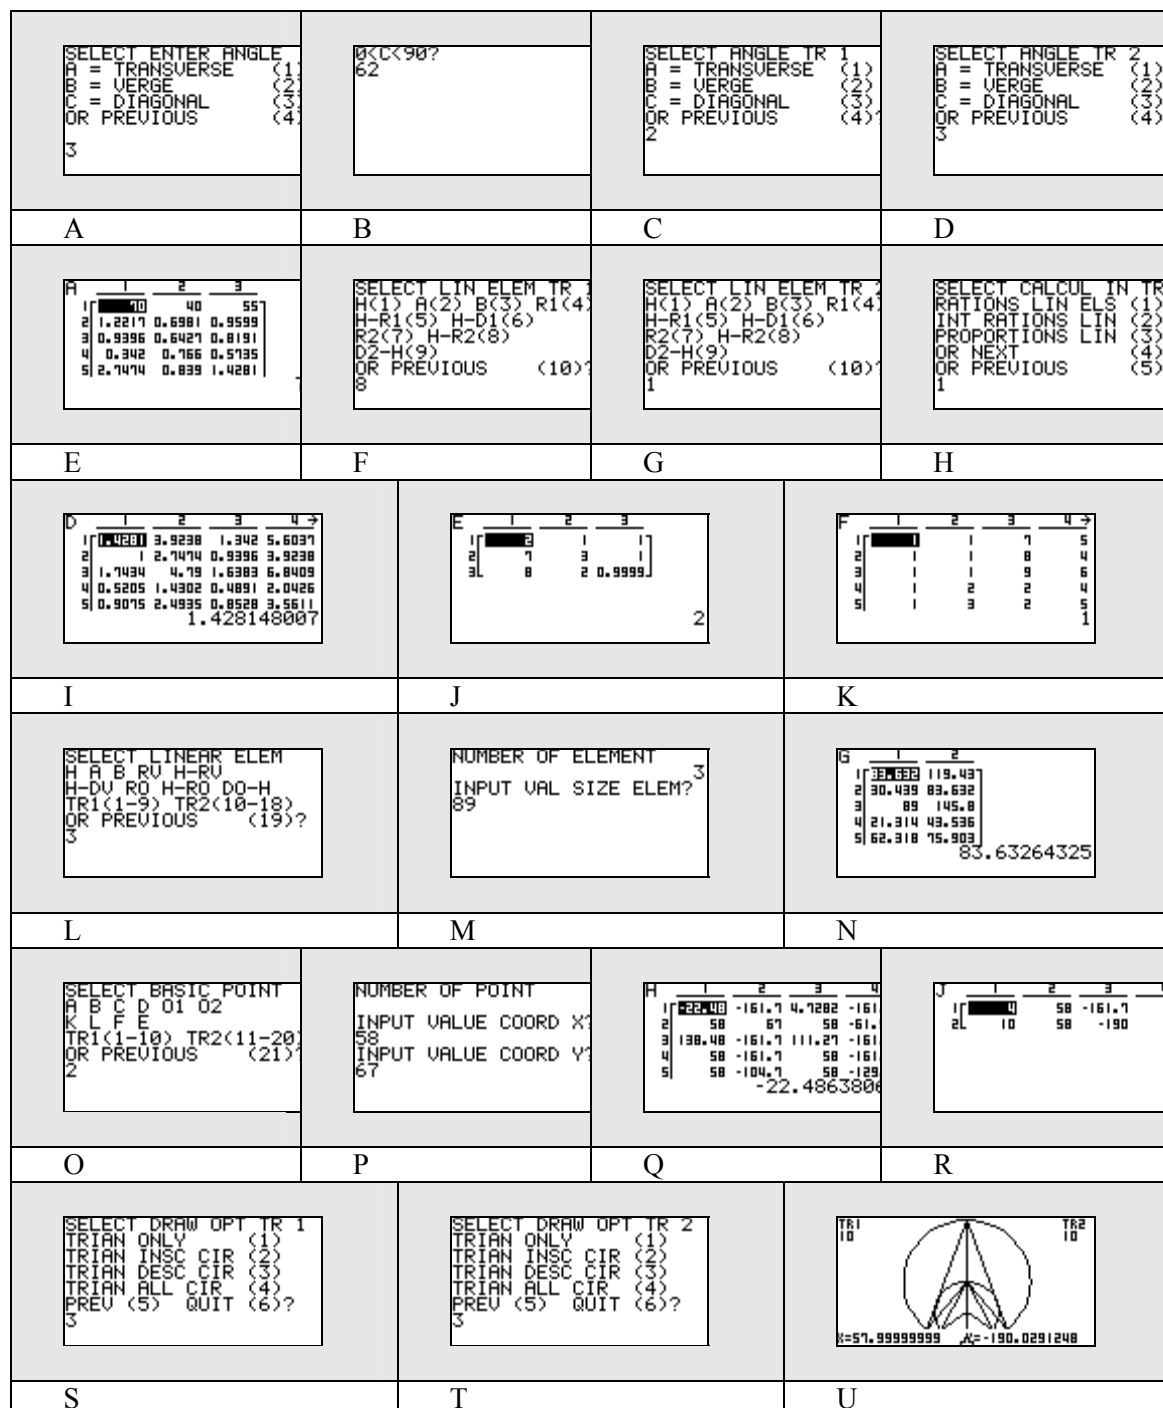 SELECT ENTER ANGLE
A = TRANSVERSE (1)
B = VERGE (2)
C = DIAGONAL (3)
OR PREVIOUS (4)
3
0<C<90?
62
SELECT ANGLE TR 1
A = TRANSVERSE (1)
B = VERGE (2)
C = DIAGONAL (3)
OR PREVIOUS (4)?
2
SELECT ANGLE TR 2
A = TRANSVERSE (1)
B = VERGE (2)
C = DIAGONAL (3)
OR PREVIOUS (4)
3
A B C D
A 1 2 3
1 70 40 55
2 1.2217 0.6981 0.9599
3 0.9396 0.6427 0.8191
4 0.342 0.766 0.5735
5 2.7474 0.839 1.4281
SELECT LIN ELEM TR 1
H(1) A(2) B(3) R1(4)
H-R1(5) H-D1(6)
R2(7) H-R2(8)
D2-H(9)
OR PREVIOUS (10)?
8
SELECT LIN ELEM TR 2
H(1) A(2) B(3) R1(4)
H-R1(5) H-D1(6)
R2(7) H-R2(8)
D2-H(9)
OR PREVIOUS (10)?
1
SELECT CALCUL IN TR
RATIONS LIN ELS (1)
INT RATIONS LIN (2)
PROPORTIONS LIN (3)
OR NEXT (4)
OR PREVIOUS (5)
1
E F G H
D 1 2 3 4 →
1 1.4281 3.9238 1.342 5.6037
2 1 2.7474 0.9396 3.9238
3 1.7434 4.79 1.6383 6.8409
4 0.5205 1.4302 0.4891 2.0426
5 0.9075 2.4935 0.8528 3.5611
1.428148007
E 1 2 3
1 2 1 1
2 7 3 1
3 8 2 0.9999
2
F 1 2 3 4 →
1 1 1 7 5
2 1 1 8 4
3 1 1 9 6
4 1 2 2 4
5 1 3 2 5
1
I J K
SELECT LINEAR ELEM
H A B RV H-RV
H-DV RO H-RO DO-H
TR1(1-9) TR2(10-18)
OR PREVIOUS (19)?
3
NUMBER OF ELEMENT
3
INPUT VAL SIZE ELEM?
89
G 1 2
1 83.632 119.43
2 30.439 83.632
3 89 145.8
4 21.314 43.536
5 62.318 75.903
83.63264325
L M N
SELECT BASIC POINT
A B C D O1 O2
K L F E
TR1(1-10) TR2(11-20)
OR PREVIOUS (21)?
2
NUMBER OF POINT
INPUT VALUE COORD X?
58
INPUT VALUE COORD Y?
67
H 1 2 3 4
1 -22.48 -161.7 4.7282 -161
2 58 67 58 -61.
3 138.48 -161.7 111.27 -161
4 58 -161.7 58 -161
5 58 -104.7 58 -129
-22.4863806
J 1 2 3
1 4 58 -161.7
2 10 58 -190
O P Q R
SELECT DRAW OPT TR 1
TRIAN ONLY (1)
TRIAN INSC CIR (2)
TRIAN DESC CIR (3)
TRIAN ALL CIR (4)
PREV (5) QUIT (6)?
3
SELECT DRAW OPT TR 2
TRIAN ONLY (1)
TRIAN INSC CIR (2)
TRIAN DESC CIR (3)
TRIAN ALL CIR (4)
PREV (5) QUIT (6)?
3
TR1 TR2
10 10
X=57.99999999 Y=-190.0291248
S T U